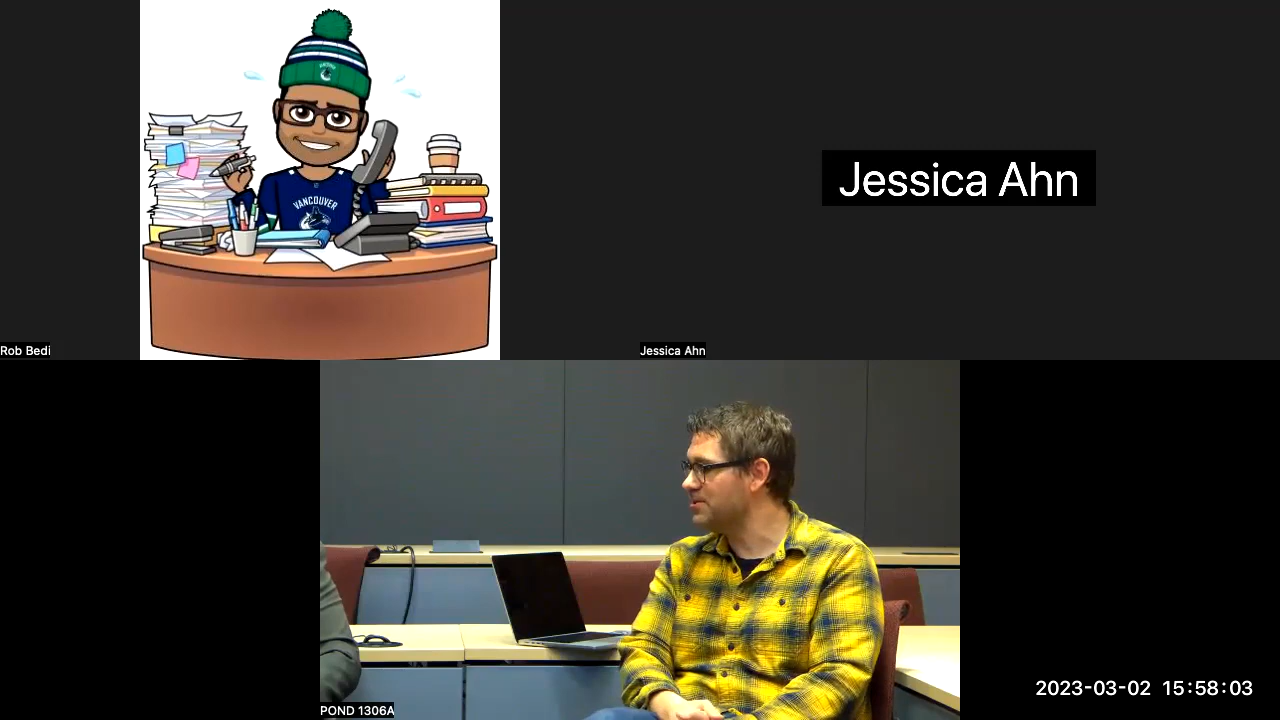 VANCOUVER
Jessica Ahn
Rob Bedi
Jessica Ahn
POND 1306A
2023-03-02 15:58:03